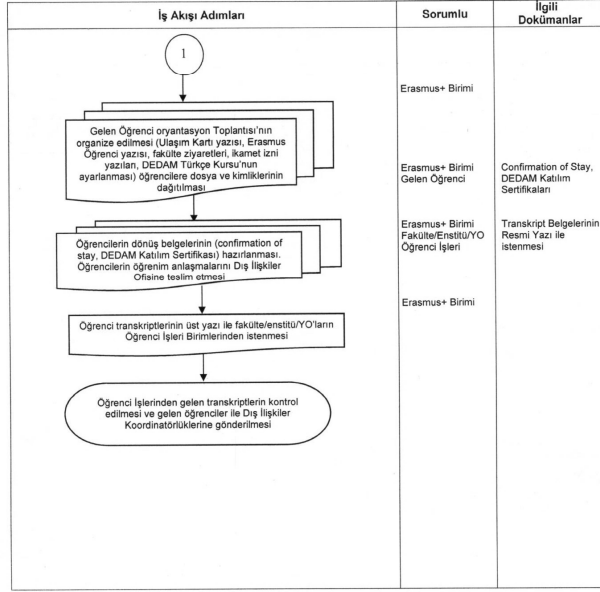 İş Akışı Adımları
Sorumlu
İlgili
Dokümanlar
1
Erasmus+ Birimi
Gelen Öğrenci oryantasyon Toplantısı'nın
organize edilmesi (Ulaşım Kartı yazısı, Erasmus
Öğrenci yazısı, fakülte ziyaretleri, ikamet izni
yazıları, DEDAM Türkçe Kursu'nun
ayarlanması) öğrencilere dosya ve kimliklerinin
dağıtılması
Erasmus+ Birimi
Gelen Öğrenci
Confirmation of Stay,
DEDAM Katılım
Sertifikaları
Öğrencilerin dönüş belgelerinin (confirmation of
stay, DEDAM Katılım Sertifikası) hazırlanması.
Öğrencilerin öğrenim anlaşmalarını Dış İlişkiler
Ofisine teslim etmesi
Erasmus+ Birimi
Fakülte/Enstitü/YO
Öğrenci İşleri
Transkript Belgelerinin
Resmi Yazı ile
istenmesi
Erasmus+ Birimi
Öğrenci transkriptlerinin üst yazı ile fakülte/enstitü/YO'ların
Öğrenci İşleri Birimlerinden istenmesi
Öğrenci İşlerinden gelen transkriptlerin kontrol
edilmesi ve gelen öğrenciler ile Dış İlişkiler
Koordinatörlüklerine gönderilmesi